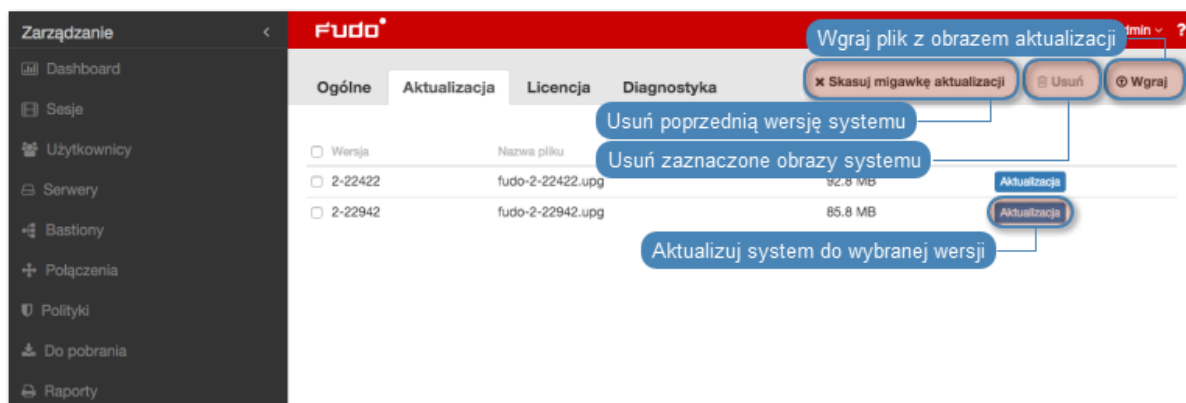 Zarządzanie
Dashboard
Sesje
Użytkownicy
Serwery
Bastiony
Połączenia
Polityki
Do pobrania
Raporty
FUDO
Wgraj plik z obrazem aktualizacji
?
Ogólne Aktualizacja Licencja Diagnostyka Skasuj migawkę aktualizacji Usuń Wgraj
Usuń poprzednią wersję systemu
Wersja Nazwa pliku Usuń zaznaczone obrazy systemu
2-22422 fudo-2-22422.upg 92.8 MB Aktualizacja
2-22942 fudo-2-22942.upg 85.8 MB Aktualizacja
Aktualizuj system do wybranej wersji